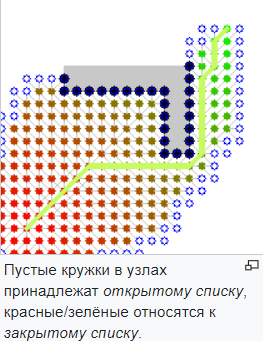 Пустые кружки в узлах
принадлежат открытому списку,
красные/зелёные относятся к
закрытому списку.